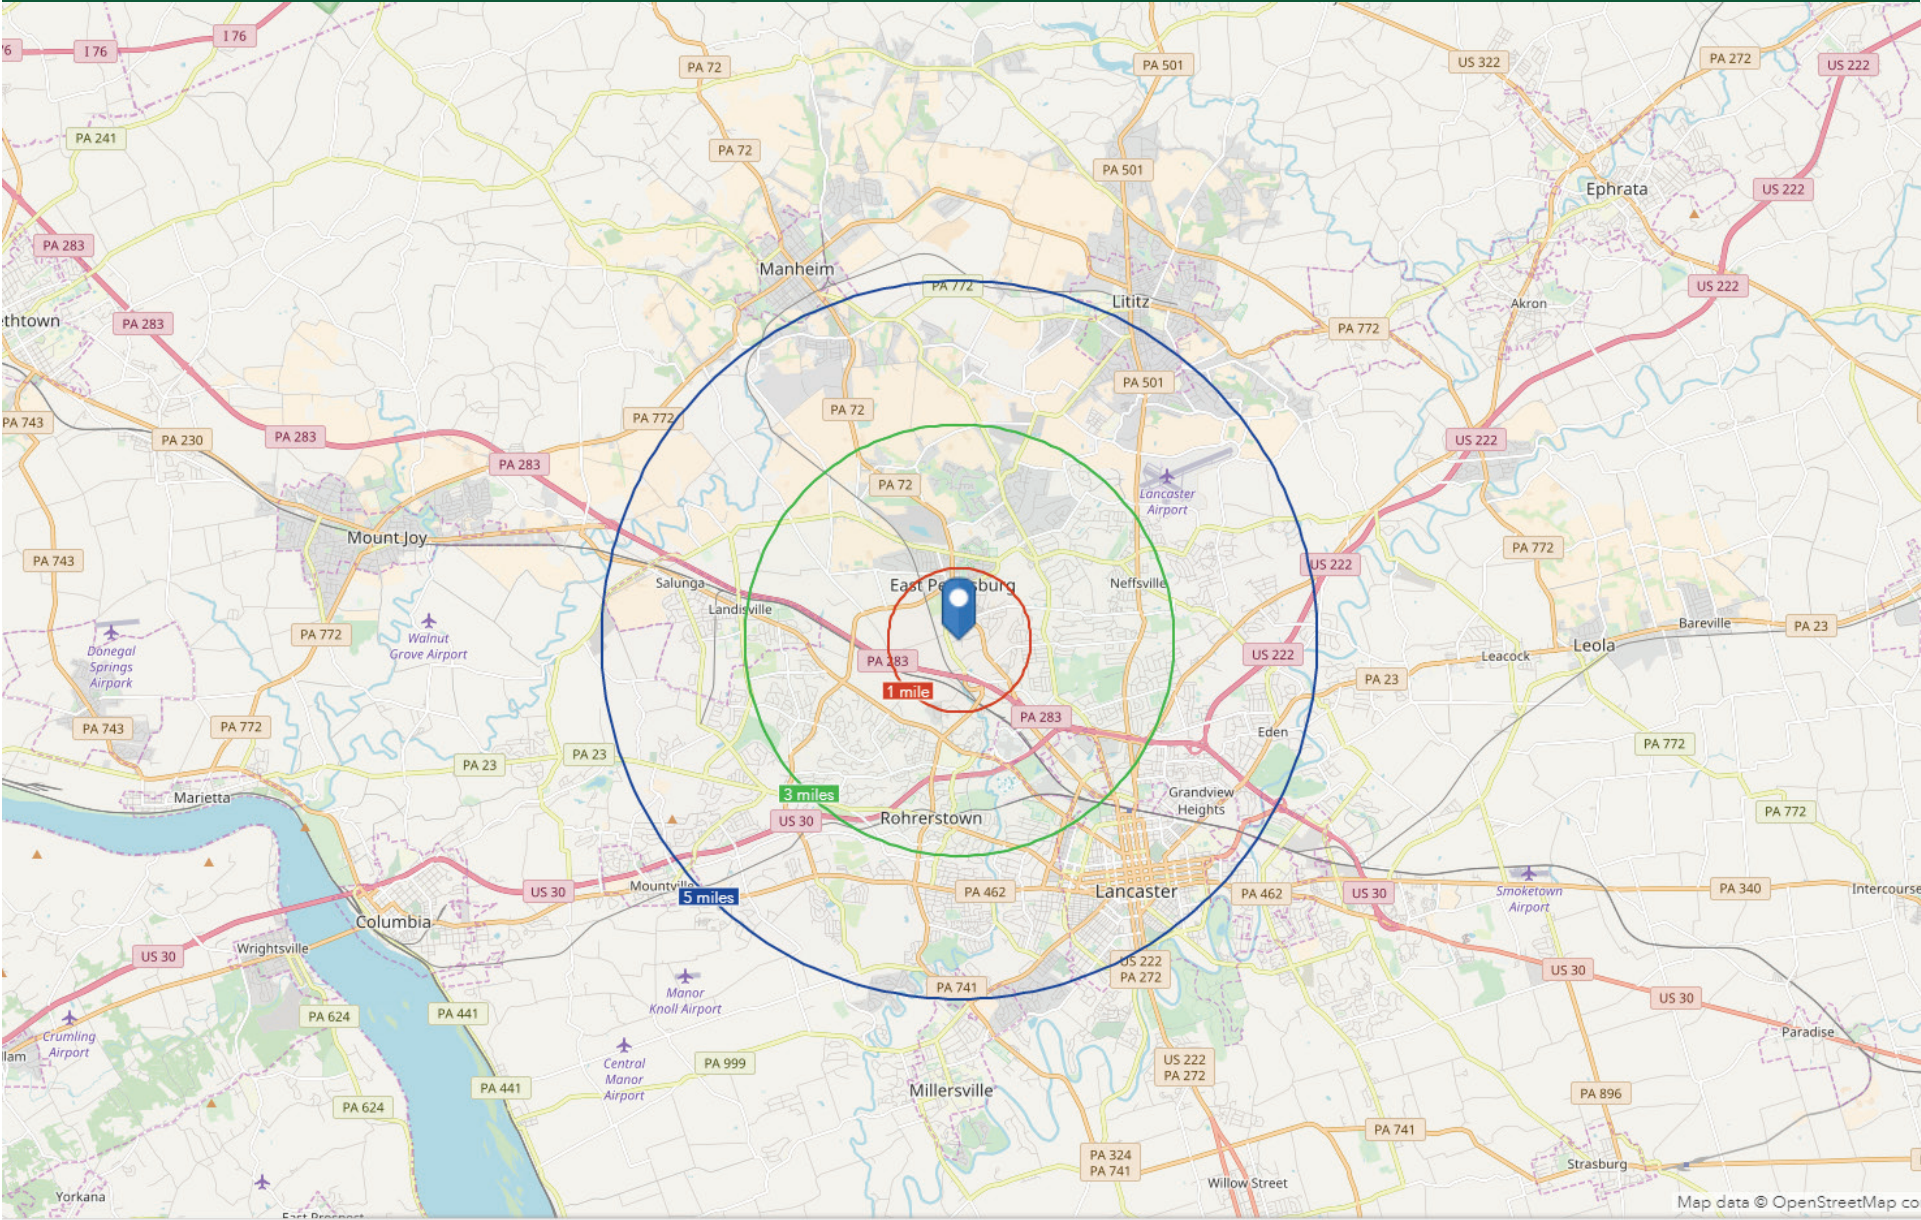 I 76
I 76
76
PA 72
PA 501
US 322
PA 272
US 222
PA 241
PA 72
PA 501
Ephrata
US 222
PA 283
Manheim
PA 772
Lititz
US 222
Akron
ethtown
PA 283
PA 772
PA 501
PA 743
PA 230
PA 283
PA 772
PA 72
US 222
PA 283
PA 72
Lancaster
Airport
Mount Joy
PA 743
PA 772
US 222
Salunga
East Pe sburg
Neffsville
Landisville
Walnut
Grove Airport
PA 772
Donegal
Springs
Airpark
Bareville
PA 23
Leola
Leacock
US 222
PA 283
PA 23
1 mile
PA 743
PA 772
PA 283
Eden
PA 772
PA 23
PA 23
Marietta
3 miles
Grandview
Heights
PA 772
US 30
Rohrerstown
Mountville
5 miles
US 30
PA 462
Lancaster
PA 462
US 30
Smoketown
Airport
PA 340
Intercourse
Columbia
Wrightsville
US 30
US 222
PA 272
US 30
US 30
PA 741
Manor
Knoll Airport
PA 624
PA 441
Crumling
Airport
llam
Paradise
Central
Manor
Airport
PA 999
US 222
PA 272
PA 441
Millersville
PA 896
PA 624
PA 741
PA 324
PA 741
Strasburg
Willow Street
Yorkana
East Prospect
Map data © OpenStreetMap co